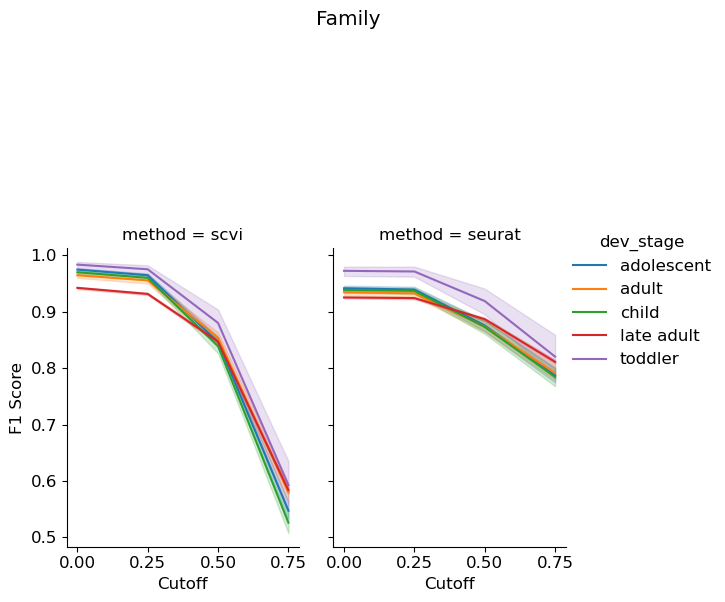 Family
method = scvi
method = seurat
dev_stage
adolescent
adult
child
late adult
toddler
F1 Score
1.0
0.9
0.8
0.7
0.6
0.5
0.00 0.25 0.50 0.75
0.00 0.25 0.50 0.75
Cutoff
Cutoff